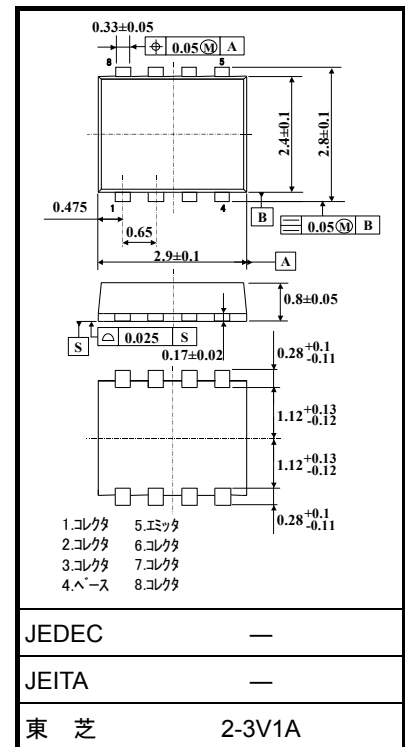 0.33±0.05
⌖ 0.05Ⓜ A
8 5
2.4±0.1
2.8±0.1
0.475
1 4
B
⌯ 0.05Ⓜ B
0.65
2.9±0.1
A
0.8±0.05
S
⌓ 0.025 S
0.17±0.02
0.28 +0.1 -0.11
1.12 +0.13 -0.12
1.12 +0.13 -0.12
0.28 +0.1 -0.11
1.コレクタ 5.エミッタ
2.コレクタ 6.コレクタ
3.コレクタ 7.コレクタ
4.ベース 8.コレクタ
JEDEC ―
JEITA ―
東 芝 2-3V1A